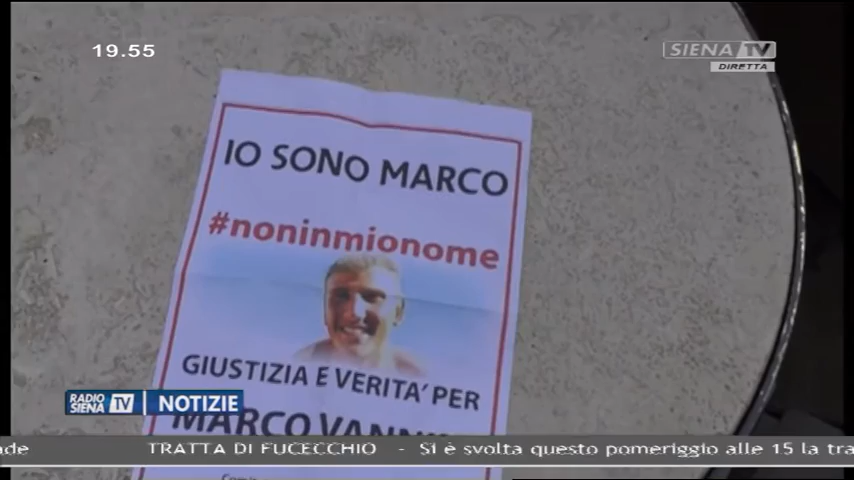 19.55
SIENA TV
DIRETTA
IO SONO MARCO
#noninmionome
GIUSTIZIA E VERITA' PER
MARCO
RADIO SIENA TV NOTIZIE
TRATTA DI FUCECCHIO - Si è svolta questo pomeriggio alle 15 la tra